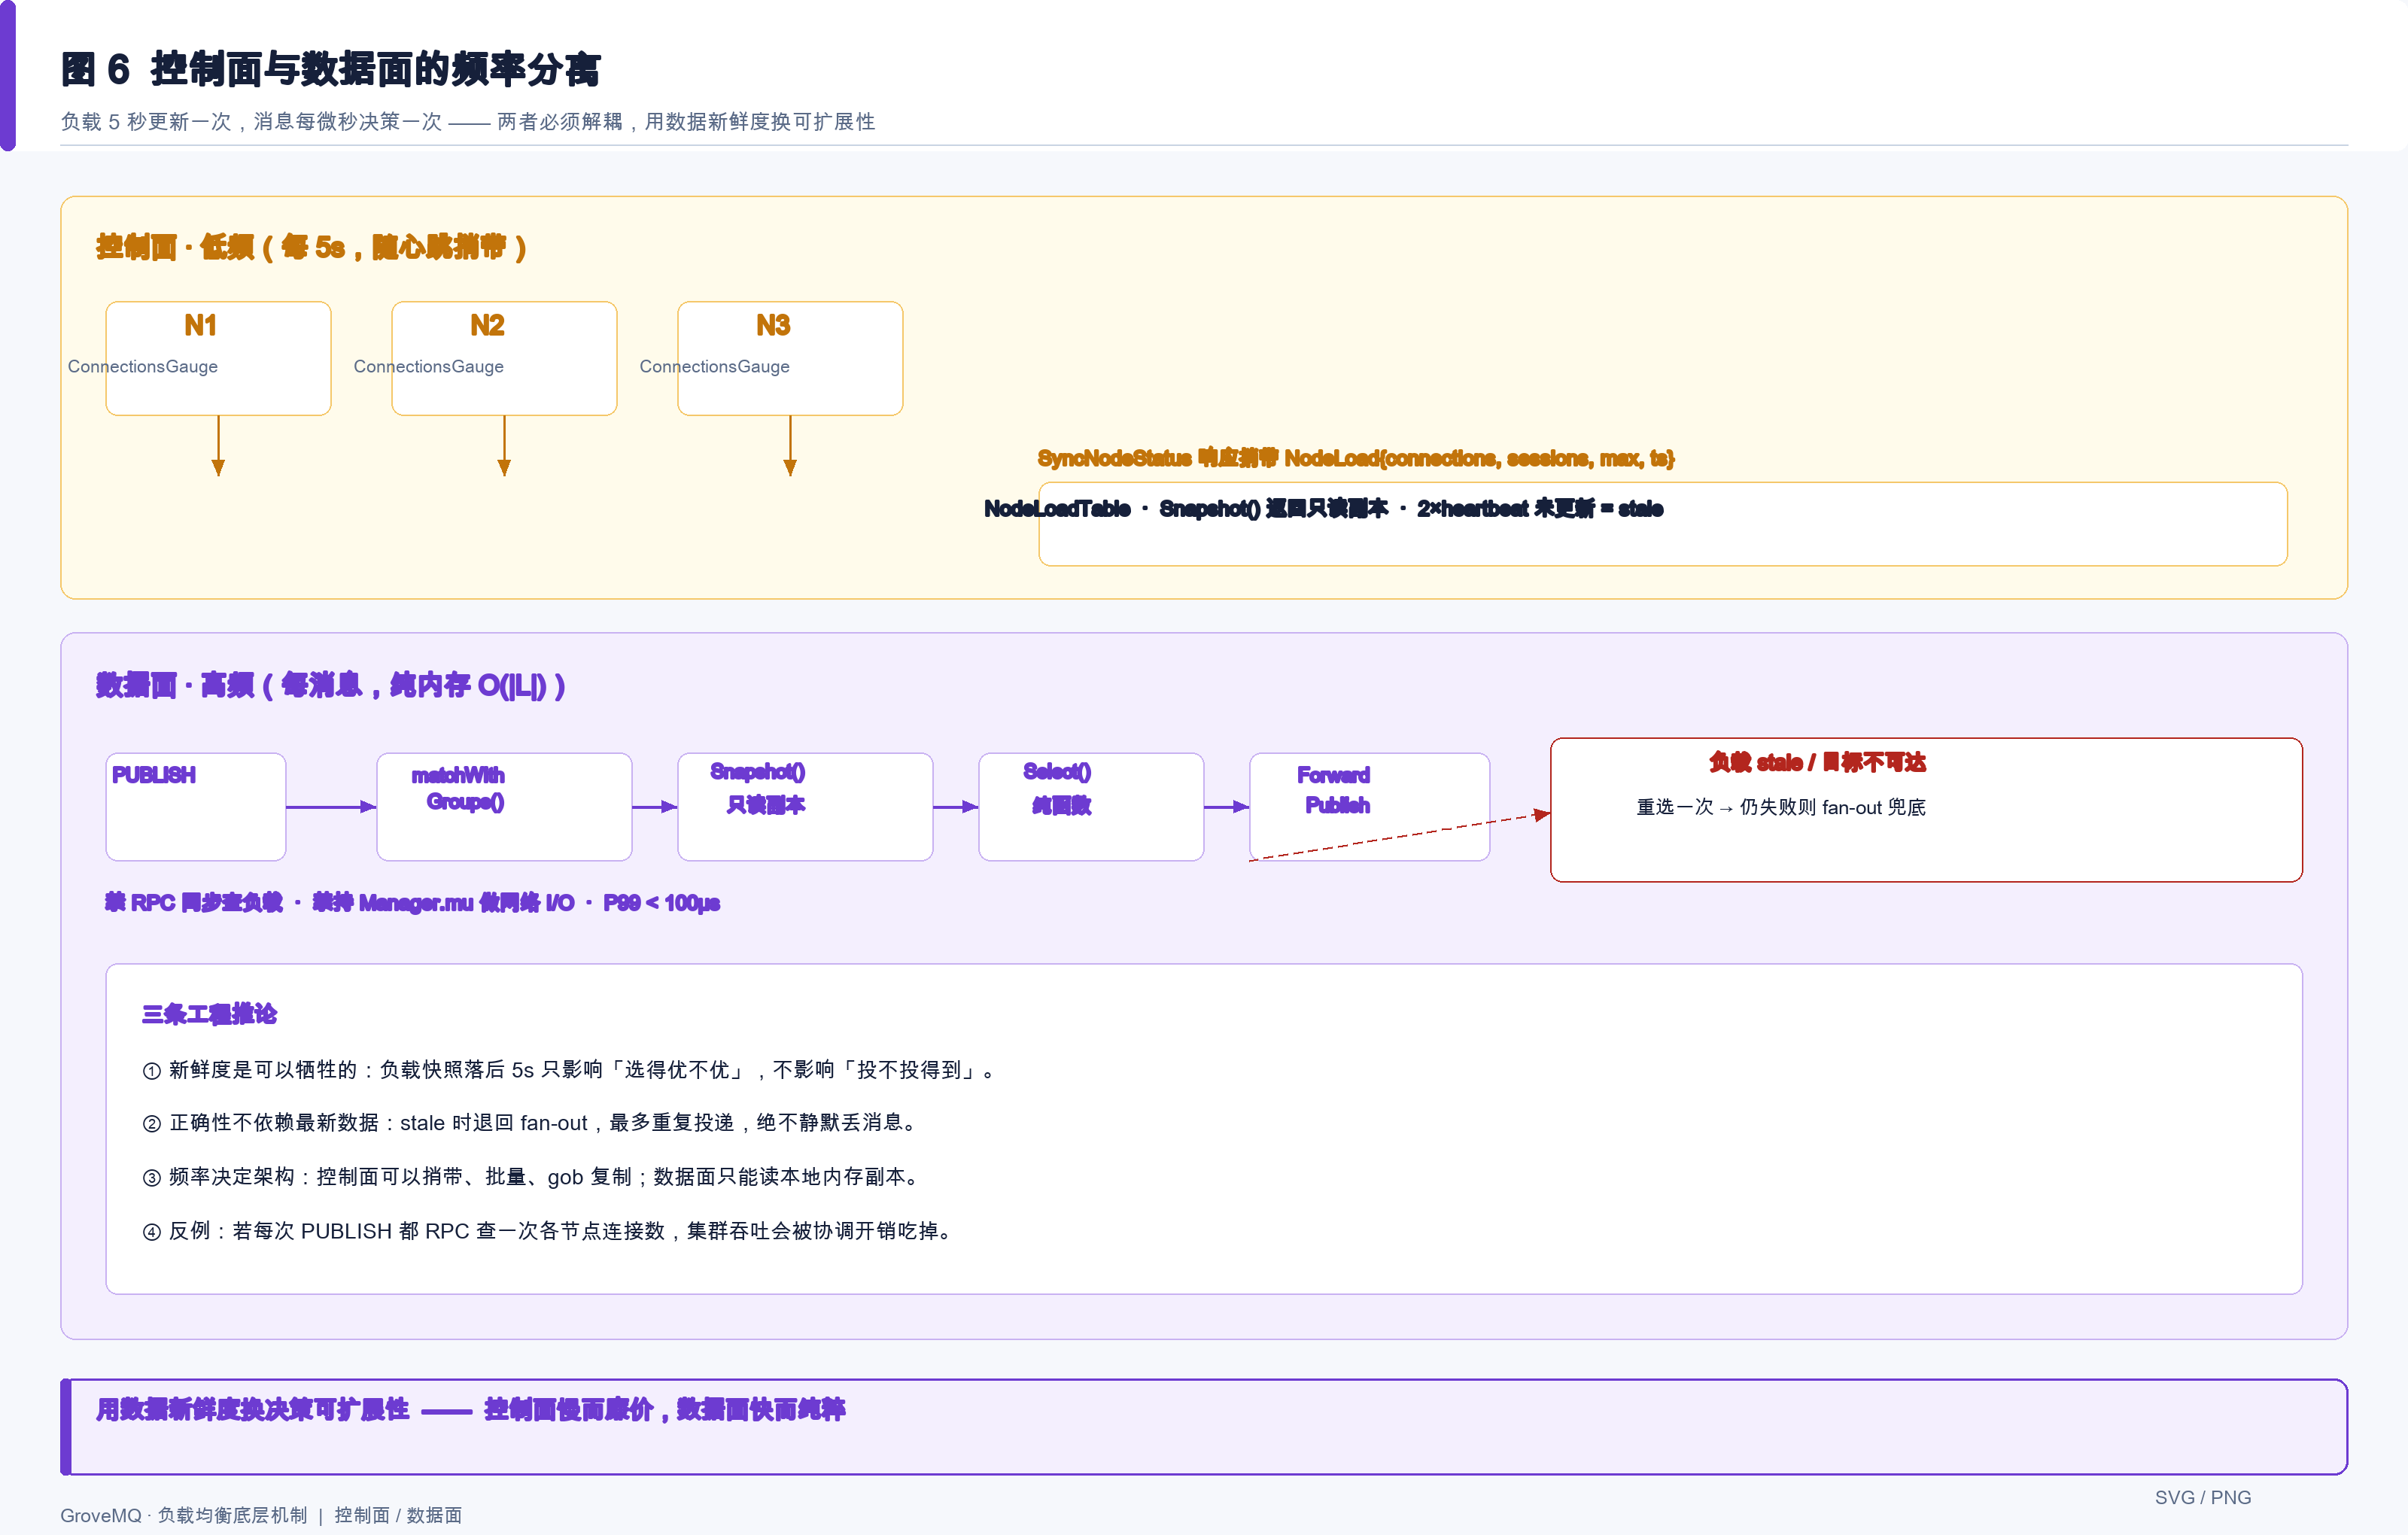 图 6 控制面与数据面的频率分离
负载 5 秒更新一次，消息每微秒决策一次 —— 两者必须解耦，用数据新鲜度换可扩展性
控制面 · 低频（每 5s，随心跳捎带）
N1
ConnectionsGauge
N2
ConnectionsGauge
N3
ConnectionsGauge
SyncNodeStatus 响应捎带 NodeLoad{connections, sessions, max, ts}
NodeLoadTable · Snapshot() 返回只读副本 · 2×heartbeat 未更新 = stale
数据面 · 高频（每消息，纯内存 O(|L|)）
PUBLISH
matchWith
Groups()
Snapshot()
只读副本
Select()
纯函数
Forward
Publish
负载 stale / 目标不可达
重选一次 → 仍失败则 fan-out 兜底
禁 RPC 同步查负载 · 禁持 Manager.mu 做网络 I/O · P99 < 100μs
三条工程推论
① 新鲜度是可以牺牲的：负载快照落后 5s 只影响「选得优不优」，不影响「投不投得到」。
② 正确性不依赖最新数据：stale 时退回 fan-out，最多重复投递，绝不静默丢消息。
③ 频率决定架构：控制面可以捎带、批量、gob 复制；数据面只能读本地内存副本。
④ 反例：若每次 PUBLISH 都 RPC 查一次各节点连接数，集群吞吐会被协调开销吃掉。
用数据新鲜度换决策可扩展性 —— 控制面慢而廉价，数据面快而纯粹
SVG / PNG
GroveMQ · 负载均衡底层机制 | 控制面 / 数据面